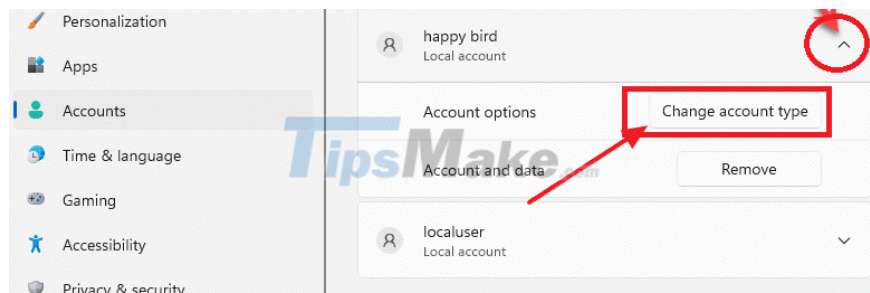 Personalization
Apps
Accounts
Time & language
Gaming
Accessibility
Privacy & security
happy bird
Local account
Account options
Change account type
TipsMake.com
Account and data
Remove
localuser
Local account